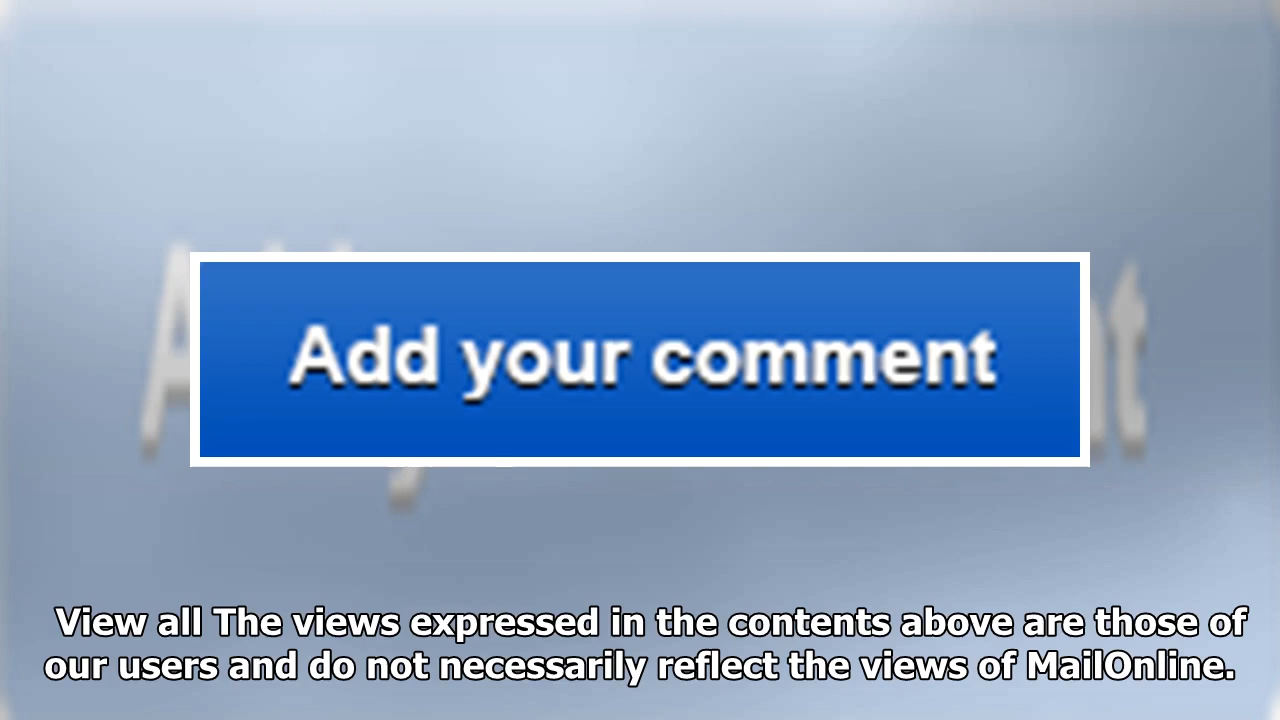 Add your comment
View all The views expressed in the contents above are those of
our users and do not necessarily reflect the views of MailOnline.